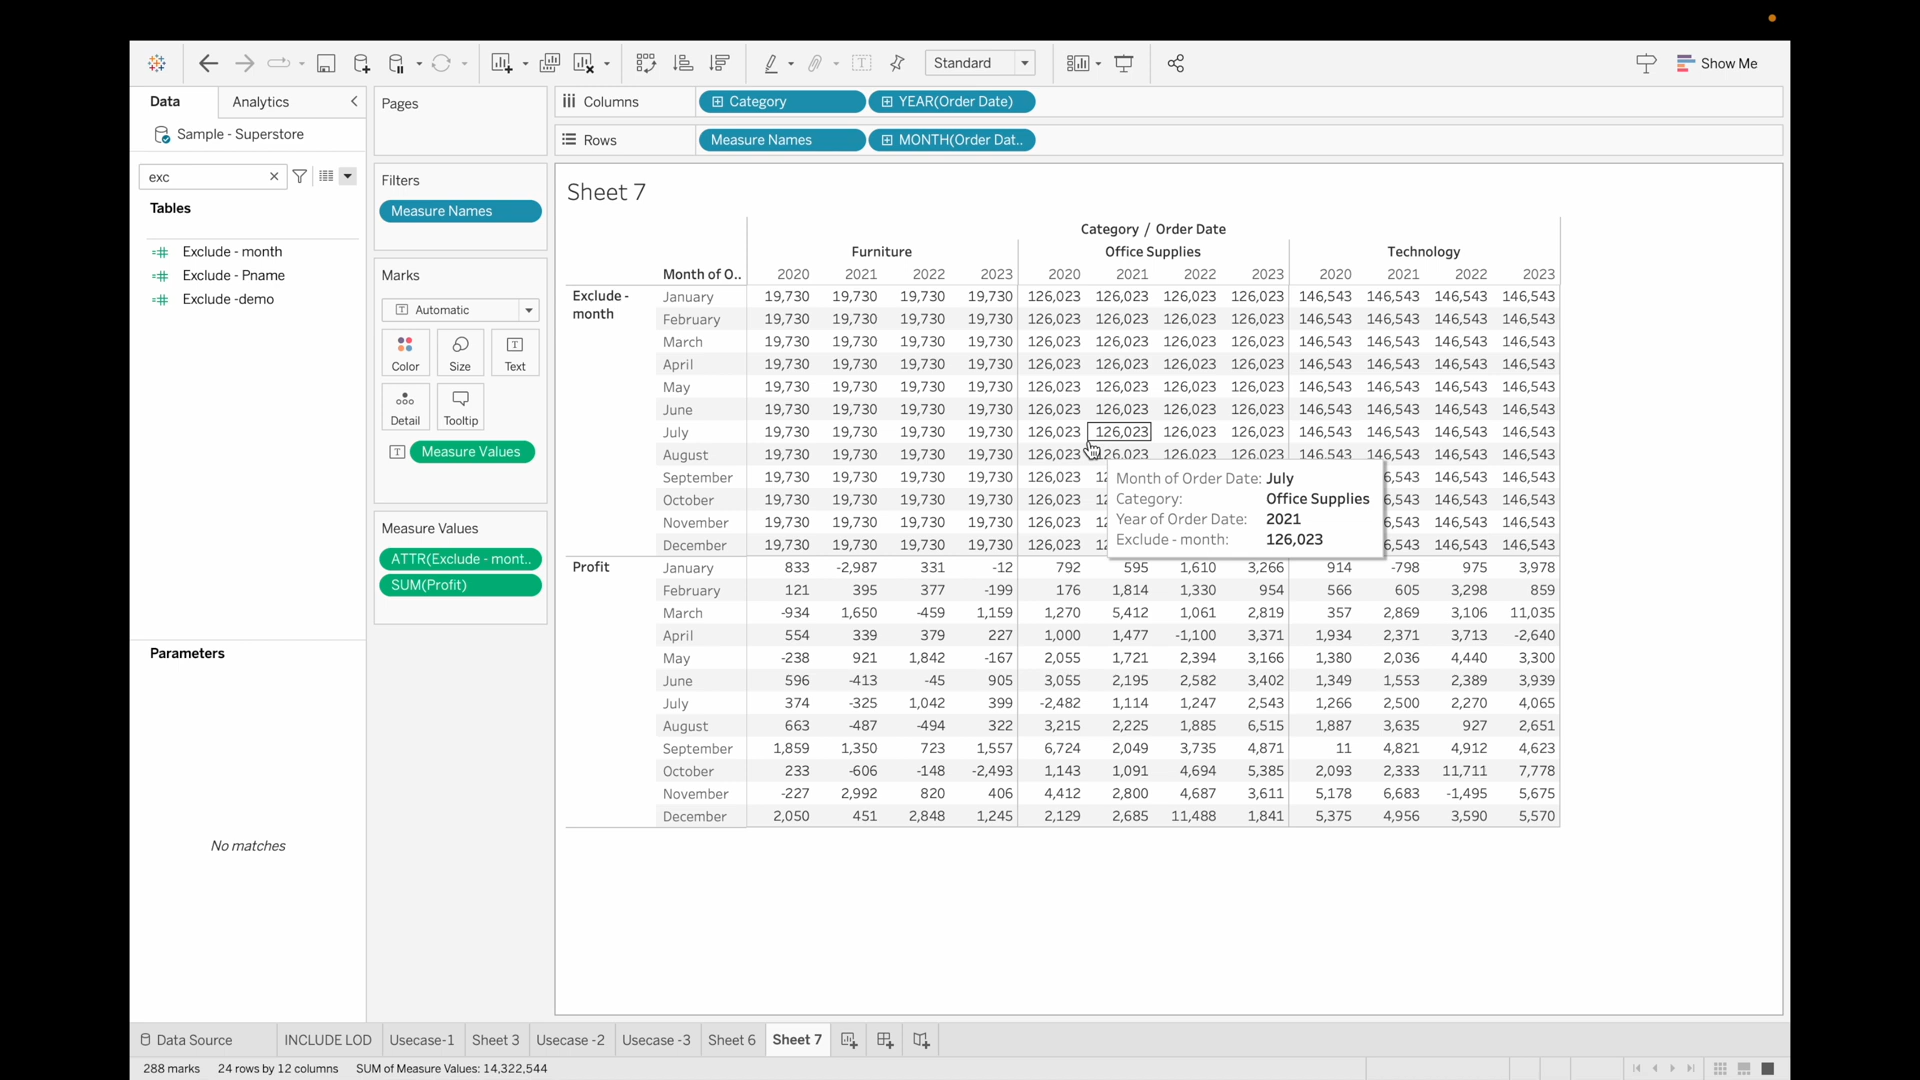 Standard
Show Me
Data
Analytics
Pages
Columns
Category
YEAR(Order Date)
Sample - Superstore
Rows
Measure Names
MONTH(Order Dat..
exc
Tables
Exclude - month
Exclude - Pname
Exclude -demo
Parameters
No matches
Filters
Measure Names
Marks
Automatic
Color
Size
Text
Detail
Tooltip
Measure Values
Measure Values
ATTR(Exclude - mont..
SUM(Profit)
Sheet 7
Category / Order Date
Furniture Office Supplies Technology
Month of O.. 2020 2021 2022 2023 2020 2021 2022 2023 2020 2021 2022 2023
Exclude - month
January 19,730 19,730 19,730 19,730 126,023 126,023 126,023 126,023 146,543 146,543 146,543 146,543
February 19,730 19,730 19,730 19,730 126,023 126,023 126,023 126,023 146,543 146,543 146,543 146,543
March 19,730 19,730 19,730 19,730 126,023 126,023 126,023 126,023 146,543 146,543 146,543 146,543
April 19,730 19,730 19,730 19,730 126,023 126,023 126,023 126,023 146,543 146,543 146,543 146,543
May 19,730 19,730 19,730 19,730 126,023 126,023 126,023 126,023 146,543 146,543 146,543 146,543
June 19,730 19,730 19,730 19,730 126,023 126,023 126,023 126,023 146,543 146,543 146,543 146,543
July 19,730 19,730 19,730 19,730 126,023 126,023 126,023 126,023 146,543 146,543 146,543 146,543
August 19,730 19,730 19,730 19,730 126,023 126,023 126,023 126,023 146,543 146,543 146,543 146,543
September 19,730 19,730 19,730 19,730 126,023 146,543 146,543
October 19,730 19,730 19,730 19,730 126,023 146,543 146,543
November 19,730 19,730 19,730 19,730 126,023 146,543 146,543
December 19,730 19,730 19,730 19,730 126,023 146,543 146,543
Month of Order Date: July
Category: Office Supplies
Year of Order Date: 2021
Exclude - month: 126,023
Profit
January 833 -2,987 331 -12 792 595 1,610 3,266 914 -798 975 3,978
February 121 395 377 -199 176 1,814 1,330 954 566 605 3,298 859
March -934 1,650 -459 1,159 1,270 5,412 1,061 2,819 357 2,869 3,106 11,035
April 554 339 379 227 1,000 1,477 -1,100 3,371 1,934 2,371 3,713 -2,640
May -238 921 1,842 -167 2,055 1,721 2,394 3,166 1,380 2,036 4,440 3,300
June 596 -413 -45 905 3,055 2,195 2,582 3,402 1,349 1,553 2,389 3,939
July 374 -325 1,042 399 -2,482 1,114 1,247 2,543 1,266 2,500 2,270 4,065
August 663 -487 -494 322 3,215 2,225 1,885 6,515 1,887 3,635 927 2,651
September 1,859 1,350 723 1,557 6,724 2,049 3,735 4,871 11 4,821 4,912 4,623
October 233 -606 -148 -2,493 1,143 1,091 4,694 5,385 2,093 2,333 11,711 7,778
November -227 2,992 820 406 4,412 2,800 4,687 3,611 5,178 6,683 -1,495 5,675
December 2,050 451 2,848 1,245 2,129 2,685 11,488 1,841 5,375 4,956 3,590 5,570
Data Source INCLUDE LOD Usecase-1 Sheet 3 Usecase -2 Usecase -3 Sheet 6 Sheet 7
288 marks 24 rows by 12 columns SUM of Measure Values: 14,322,544